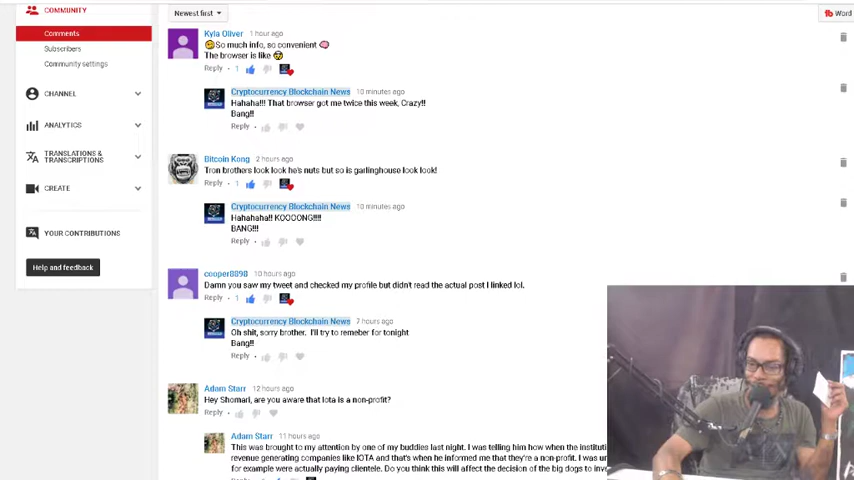 COMMUNITY
Newest first
Word
Comments
Subscribers
Community settings
CHANNEL
ANALYTICS
TRANSLATIONS &
TRANSCRIPTIONS
CREATE
YOUR CONTRIBUTIONS
Help and feedback
Kyla Oliver 1 hour ago
So much info, so convenient
The browser is like
Reply 1
Cryptocurrency Blockchain News 10 minutes ago
Hahaha!!! That browser got me twice this week, Crazy!!
Bang!!
Reply
Bitcoin Kong 2 hours ago
Tron brothers look look he's nuts but so is garlinghouse look look!
Reply 1
Cryptocurrency Blockchain News 10 minutes ago
Hahahaha!! KOOOONG!!!!
BANG!!!
Reply
cooper8898 10 hours ago
Damn you saw my tweet and checked my profile but didn't read the actual post I linked lol.
Reply 1
Cryptocurrency Blockchain News 7 hours ago
Oh shit, sorry brother. I'll try to remeber for tonight
Bang!!
Reply
Adam Starr 12 hours ago
Hey Shomari, are you aware that Iota is a non-profit?
Reply
Adam Starr 11 hours ago
This was brought to my attention by one of my buddies last night. I was telling him how when the instituti
revenue generating companies like IOTA and that's when he informed me that they're a non-profit. I was un
for example were actually paying clientele. Do you think this will affect the decision of the big dogs to inv